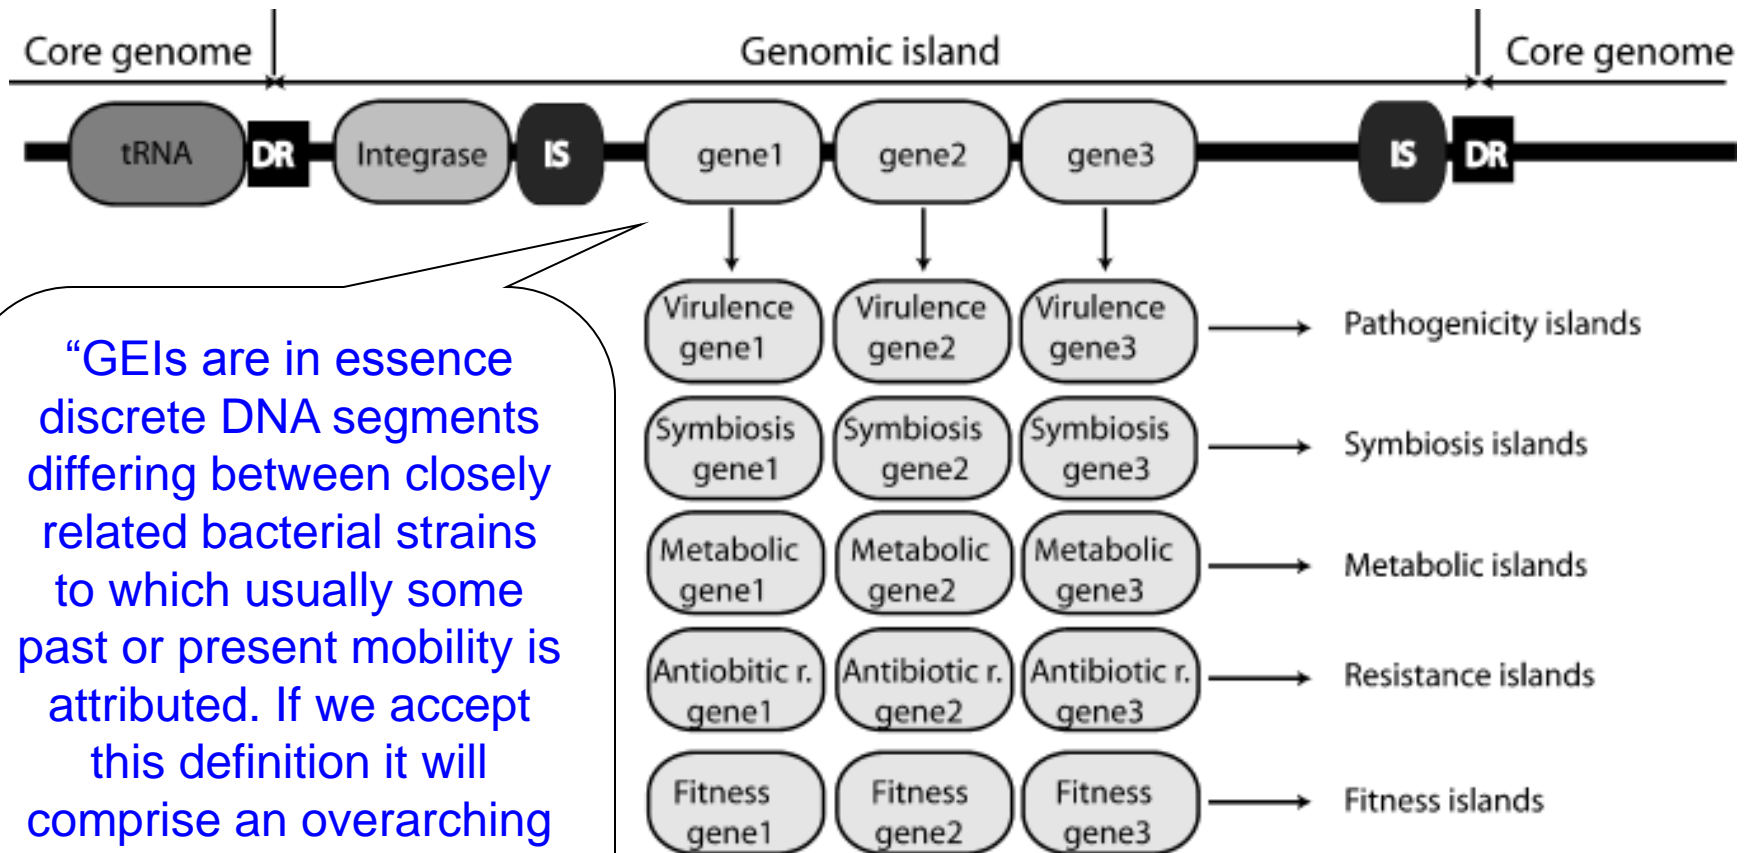 Core genome Genomic island Core genome
tRNA DR Integrase IS gene1 gene2 gene3 IS DR
Virulence gene1
Virulence gene2
Virulence gene3
Pathogenicity islands
Symbiosis gene1
Symbiosis gene2
Symbiosis gene3
Symbiosis islands
Metabolic gene1
Metabolic gene2
Metabolic gene3
Metabolic islands
Antiobitic r. gene1
Antibiotic r. gene2
Antibiotic r. gene3
Resistance islands
Fitness gene1
Fitness gene2
Fitness gene3
Fitness islands
“GEIs are in essence
discrete DNA segments
differing between closely
related bacterial strains
to which usually some
past or present mobility is
attributed. If we accept
this definition it will
comprise an overarching